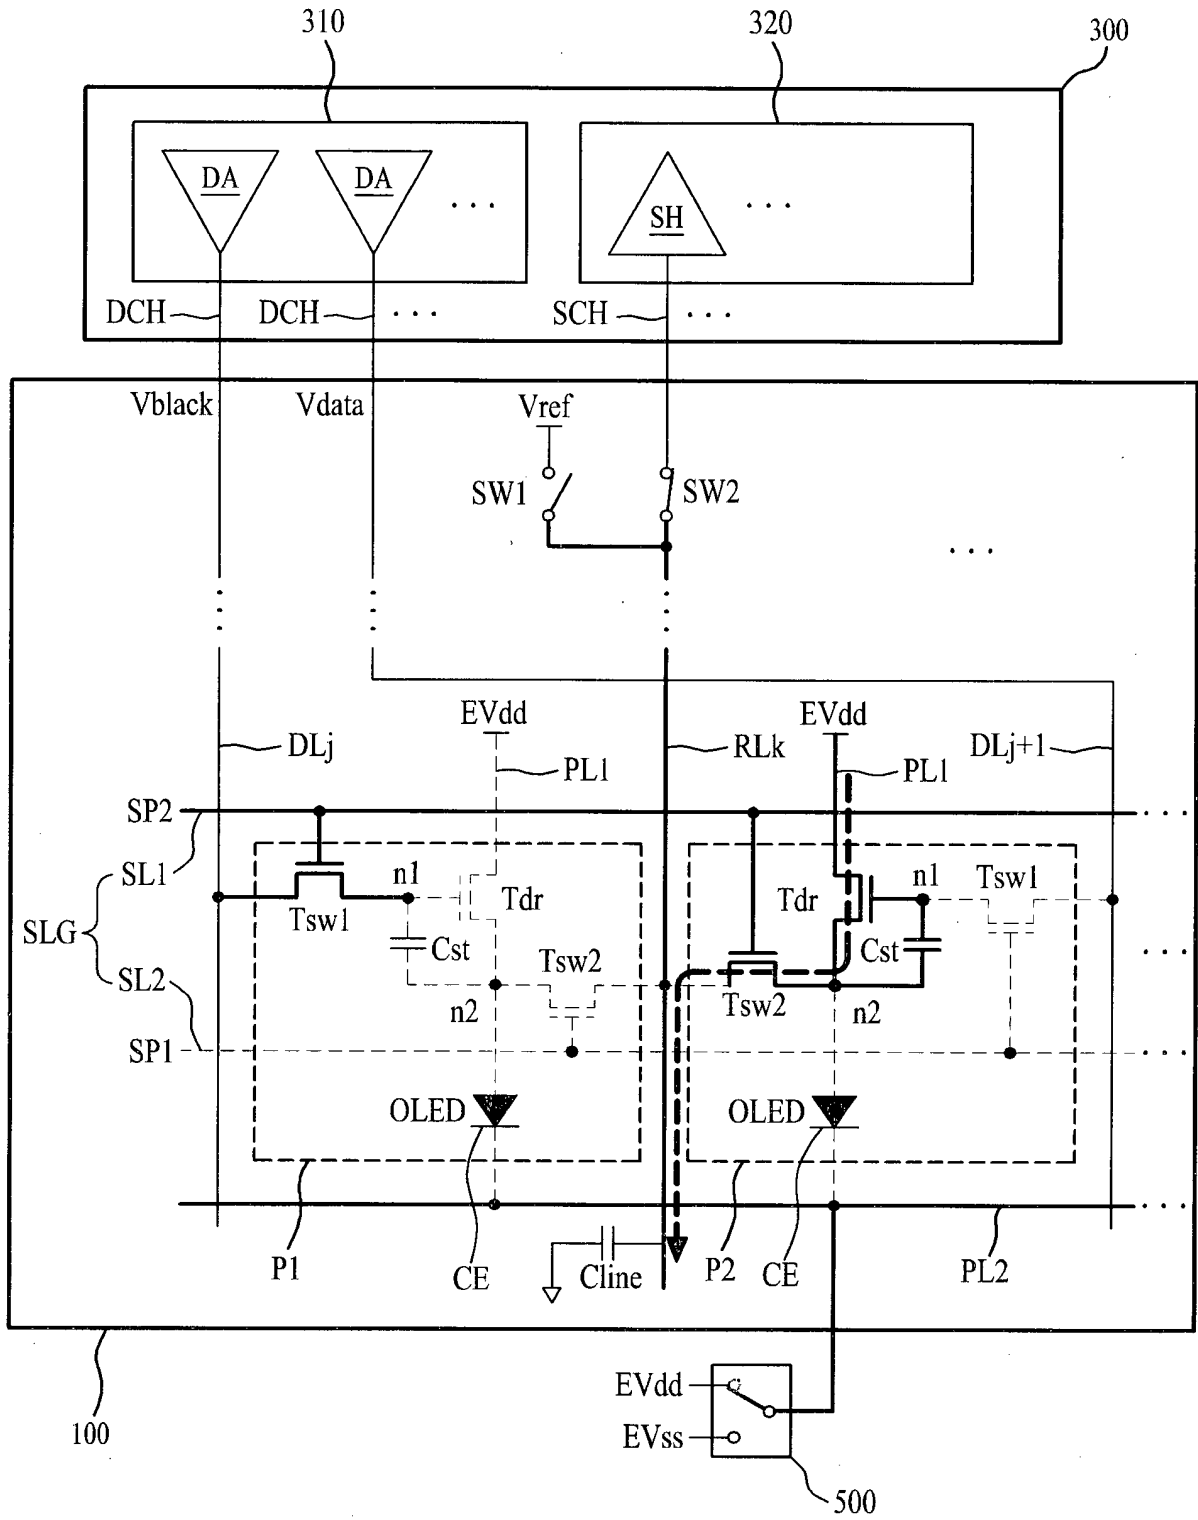 310
320
300
DA
DA
. . .
SH
. . .
DCH
DCH
. . .
SCH
. . .
Vblack
Vdata
Vref
SW1
SW2
. . .
EVdd
EVdd
DLj
PL1
RLk
PL1
DLj+1
SP2
SL1
n1
Tsw1
Tdr
Tdr
n1
Tsw1
SLG
Cst
Cst
SL2
Tsw2
n2
Tsw2
n2
SP1
OLED
OLED
P1
CE
Cline
P2
CE
PL2
100
EVdd
EVss
500